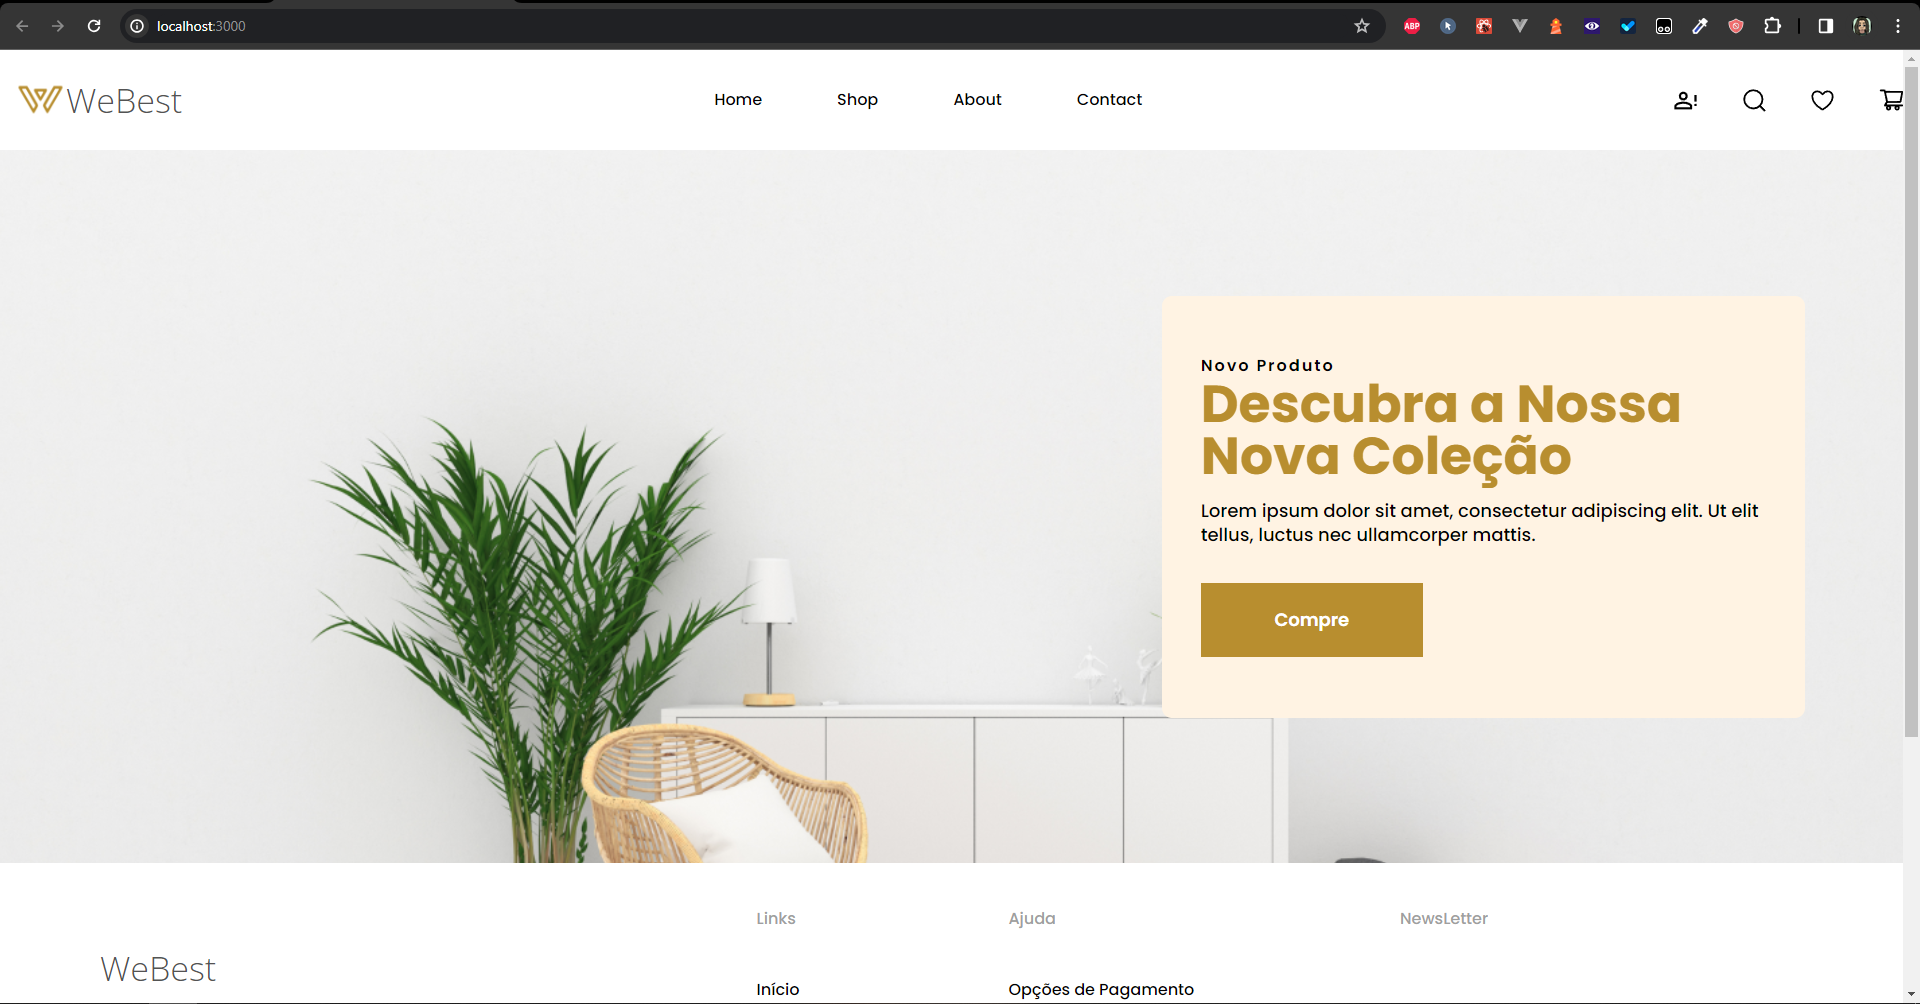 localhost:3000
ABP
WeBest
Home
Shop
About
Contact
Novo Produto
Descubra a Nossa
Nova Coleção
Lorem ipsum dolor sit amet, consectetur adipiscing elit. Ut elit
tellus, luctus nec ullamcorper mattis.
Compre
WeBest
Links
Início
Ajuda
Opções de Pagamento
NewsLetter